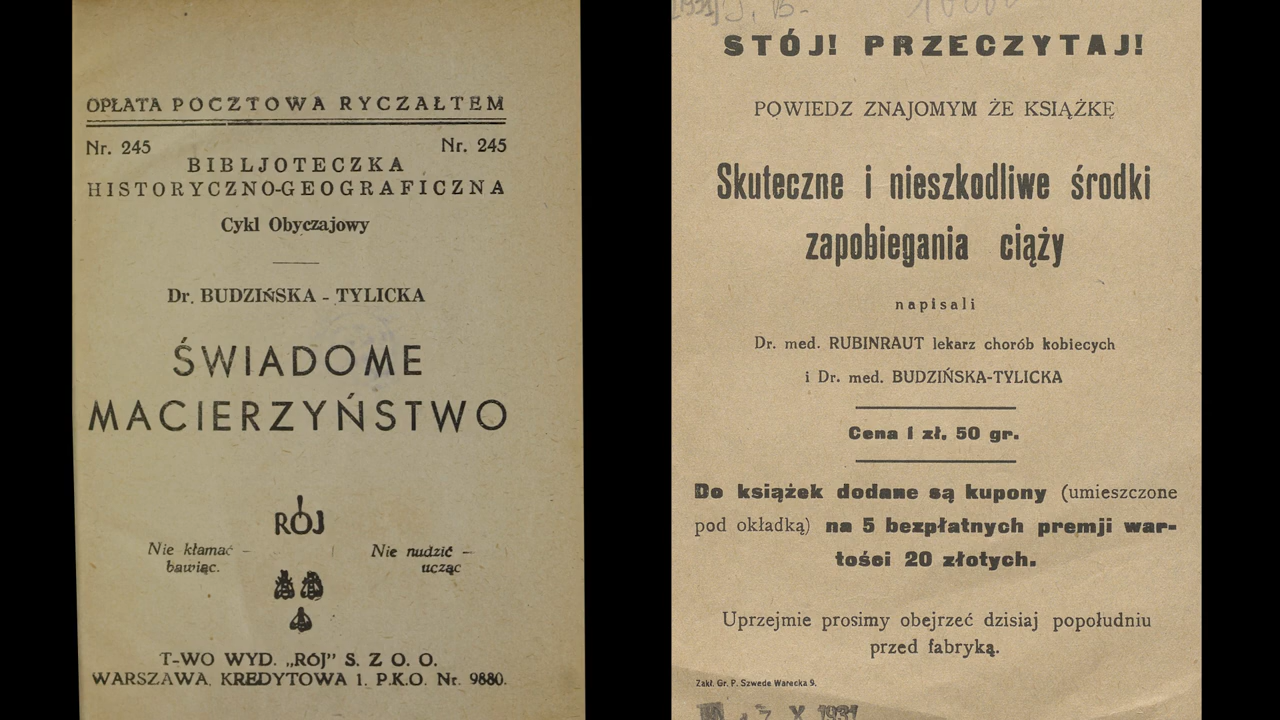 OPŁATA POCZTOWA RYCZAŁTEM
Nr. 245 Nr. 245
BIBLJOTECZKA
HISTORYCZNO-GEOGRAFICZNA
Cykl Obyczajowy
Dr. BUDZIŃSKA - TYLICKA
ŚWIADOME
MACIERZYŃSTWO
RÓJ
Nie kłamać –
bawiąc.
Nie nudzić –
ucząc
T-WO WYD. „RÓJ” S. Z O. O.
WARSZAWA, KREDYTOWA 1. P.K.O. Nr. 9880.
[1931] J. B.
STÓJ! PRZECZYTAJ!
POWIEDZ ZNAJOMYM ŻE KSIĄŻKĘ
Skuteczne i nieszkodliwe środki
zapobiegania ciąży
napisali
Dr. med. RUBINRAUT lekarz chorób kobiecych
i Dr. med. BUDZIŃSKA-TYLICKA
Cena 1 zł. 50 gr.
Do książek dodane są kupony (umieszczone
pod okładką) na 5 bezpłatnych premji war-
tości 20 złotych.
Uprzejmie prosimy obejrzeć dzisiaj popołudniu
przed fabryką.
Zakł. Gr. P. Szwede Warecka 9.
X 1931